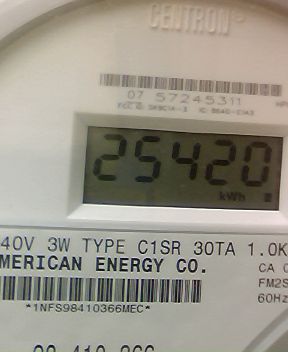 CENTRON®
07 57245311
25420
kWh
40V 3W TYPE C1SR 30TA 1.0K
MERICAN ENERGY CO.
CA
FM2S
60Hz
*1NFS98410366MEC*